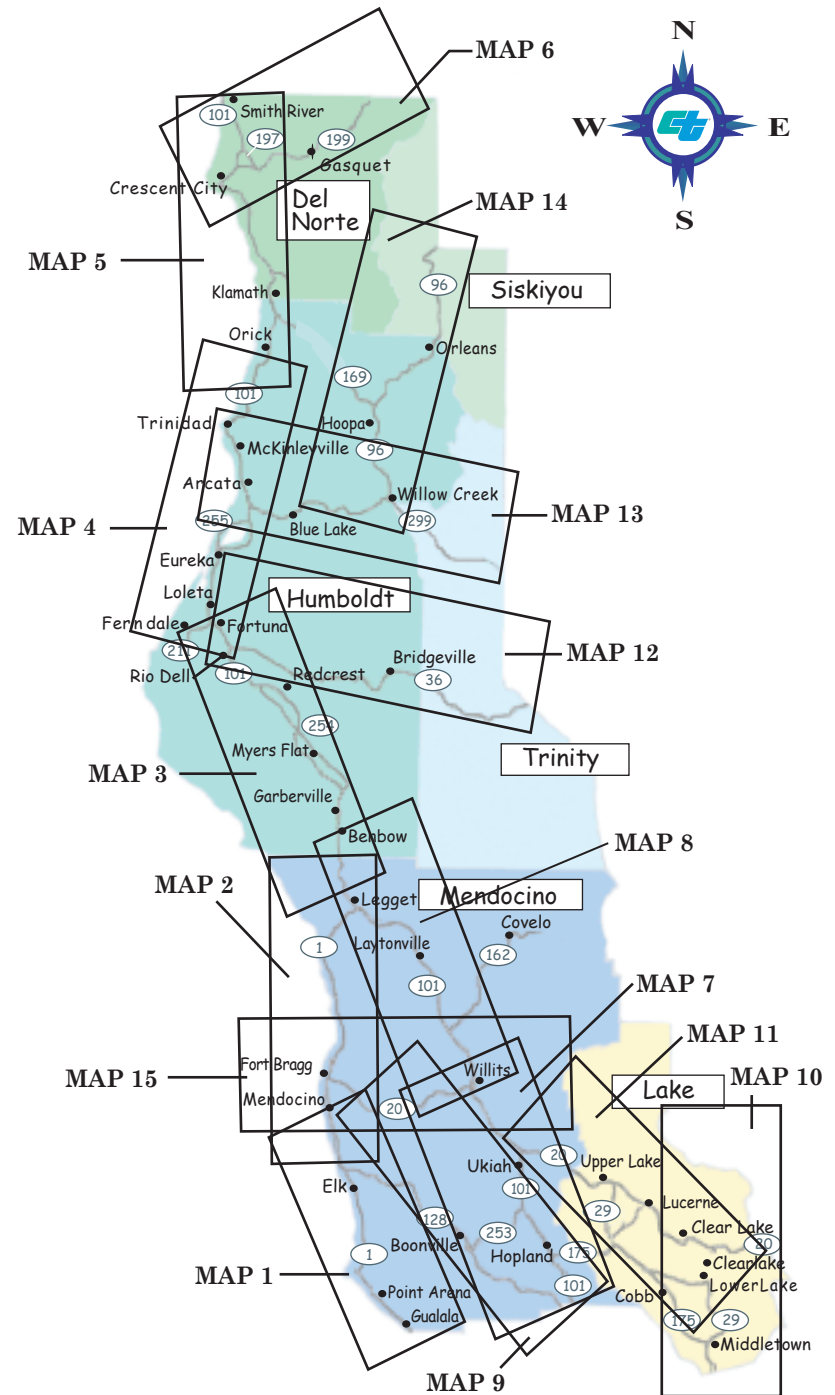 MAP 6
N
W
E
S
101
Smith River
197
199
Gasquet
Crescent City
Del
Norte
MAP 14
MAP 5
96
Siskiyou
Klamath
Orick
Orleans
169
101
Trinidad
Hoopa
McKinleyville
96
Arcata
Willow Creek
MAP 4
255
Blue Lake
299
MAP 13
Eureka
Loleta
Humboldt
Ferndale
Fortuna
211
Rio Dell
101
Redcrest
Bridgeville
36
MAP 12
254
Myers Flat
Trinity
MAP 3
Garberville
Benbow
MAP 8
MAP 2
Legget
Mendocino
Covelo
1
Laytonville
162
101
MAP 7
MAP 11
Fort Bragg
MAP 15
Willits
MAP 10
Lake
Mendocino
20
20
Ukiah
Upper Lake
Elk
101
Lucerne
29
128
Clear Lake
20
253
Boonville
1
Hopland
175
Clearlake
MAP 1
101
LowerLake
Point Arena
Cobb
Gualala
175
29
Middletown
MAP 9